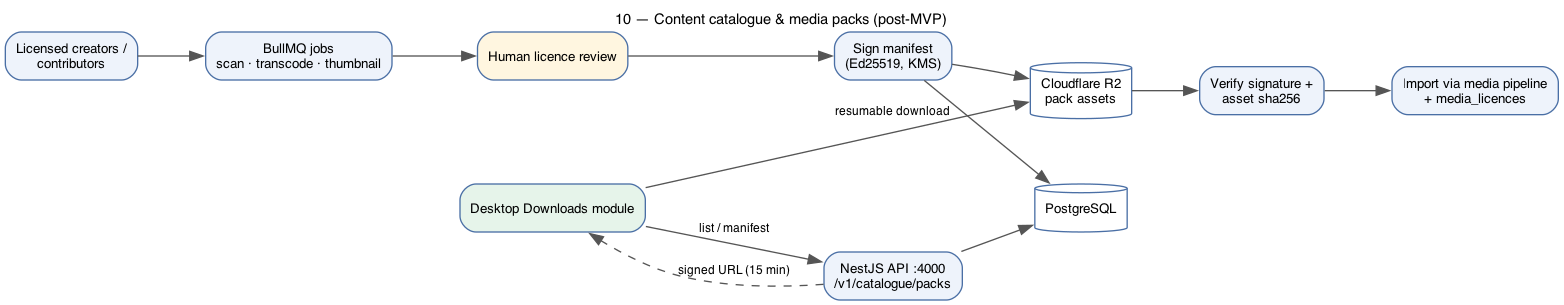 10 — Content catalogue & media packs (post-MVP)
Licensed creators /
contributors
BullMQ jobs
scan · transcode · thumbnail
Human licence review
Sign manifest
(Ed25519, KMS)
Cloudflare R2
pack assets
Verify signature +
asset sha256
Import via media pipeline
+ media_licences
resumable download
Desktop Downloads module
PostgreSQL
list / manifest
signed URL (15 min)
NestJS API :4000
/v1/catalogue/packs